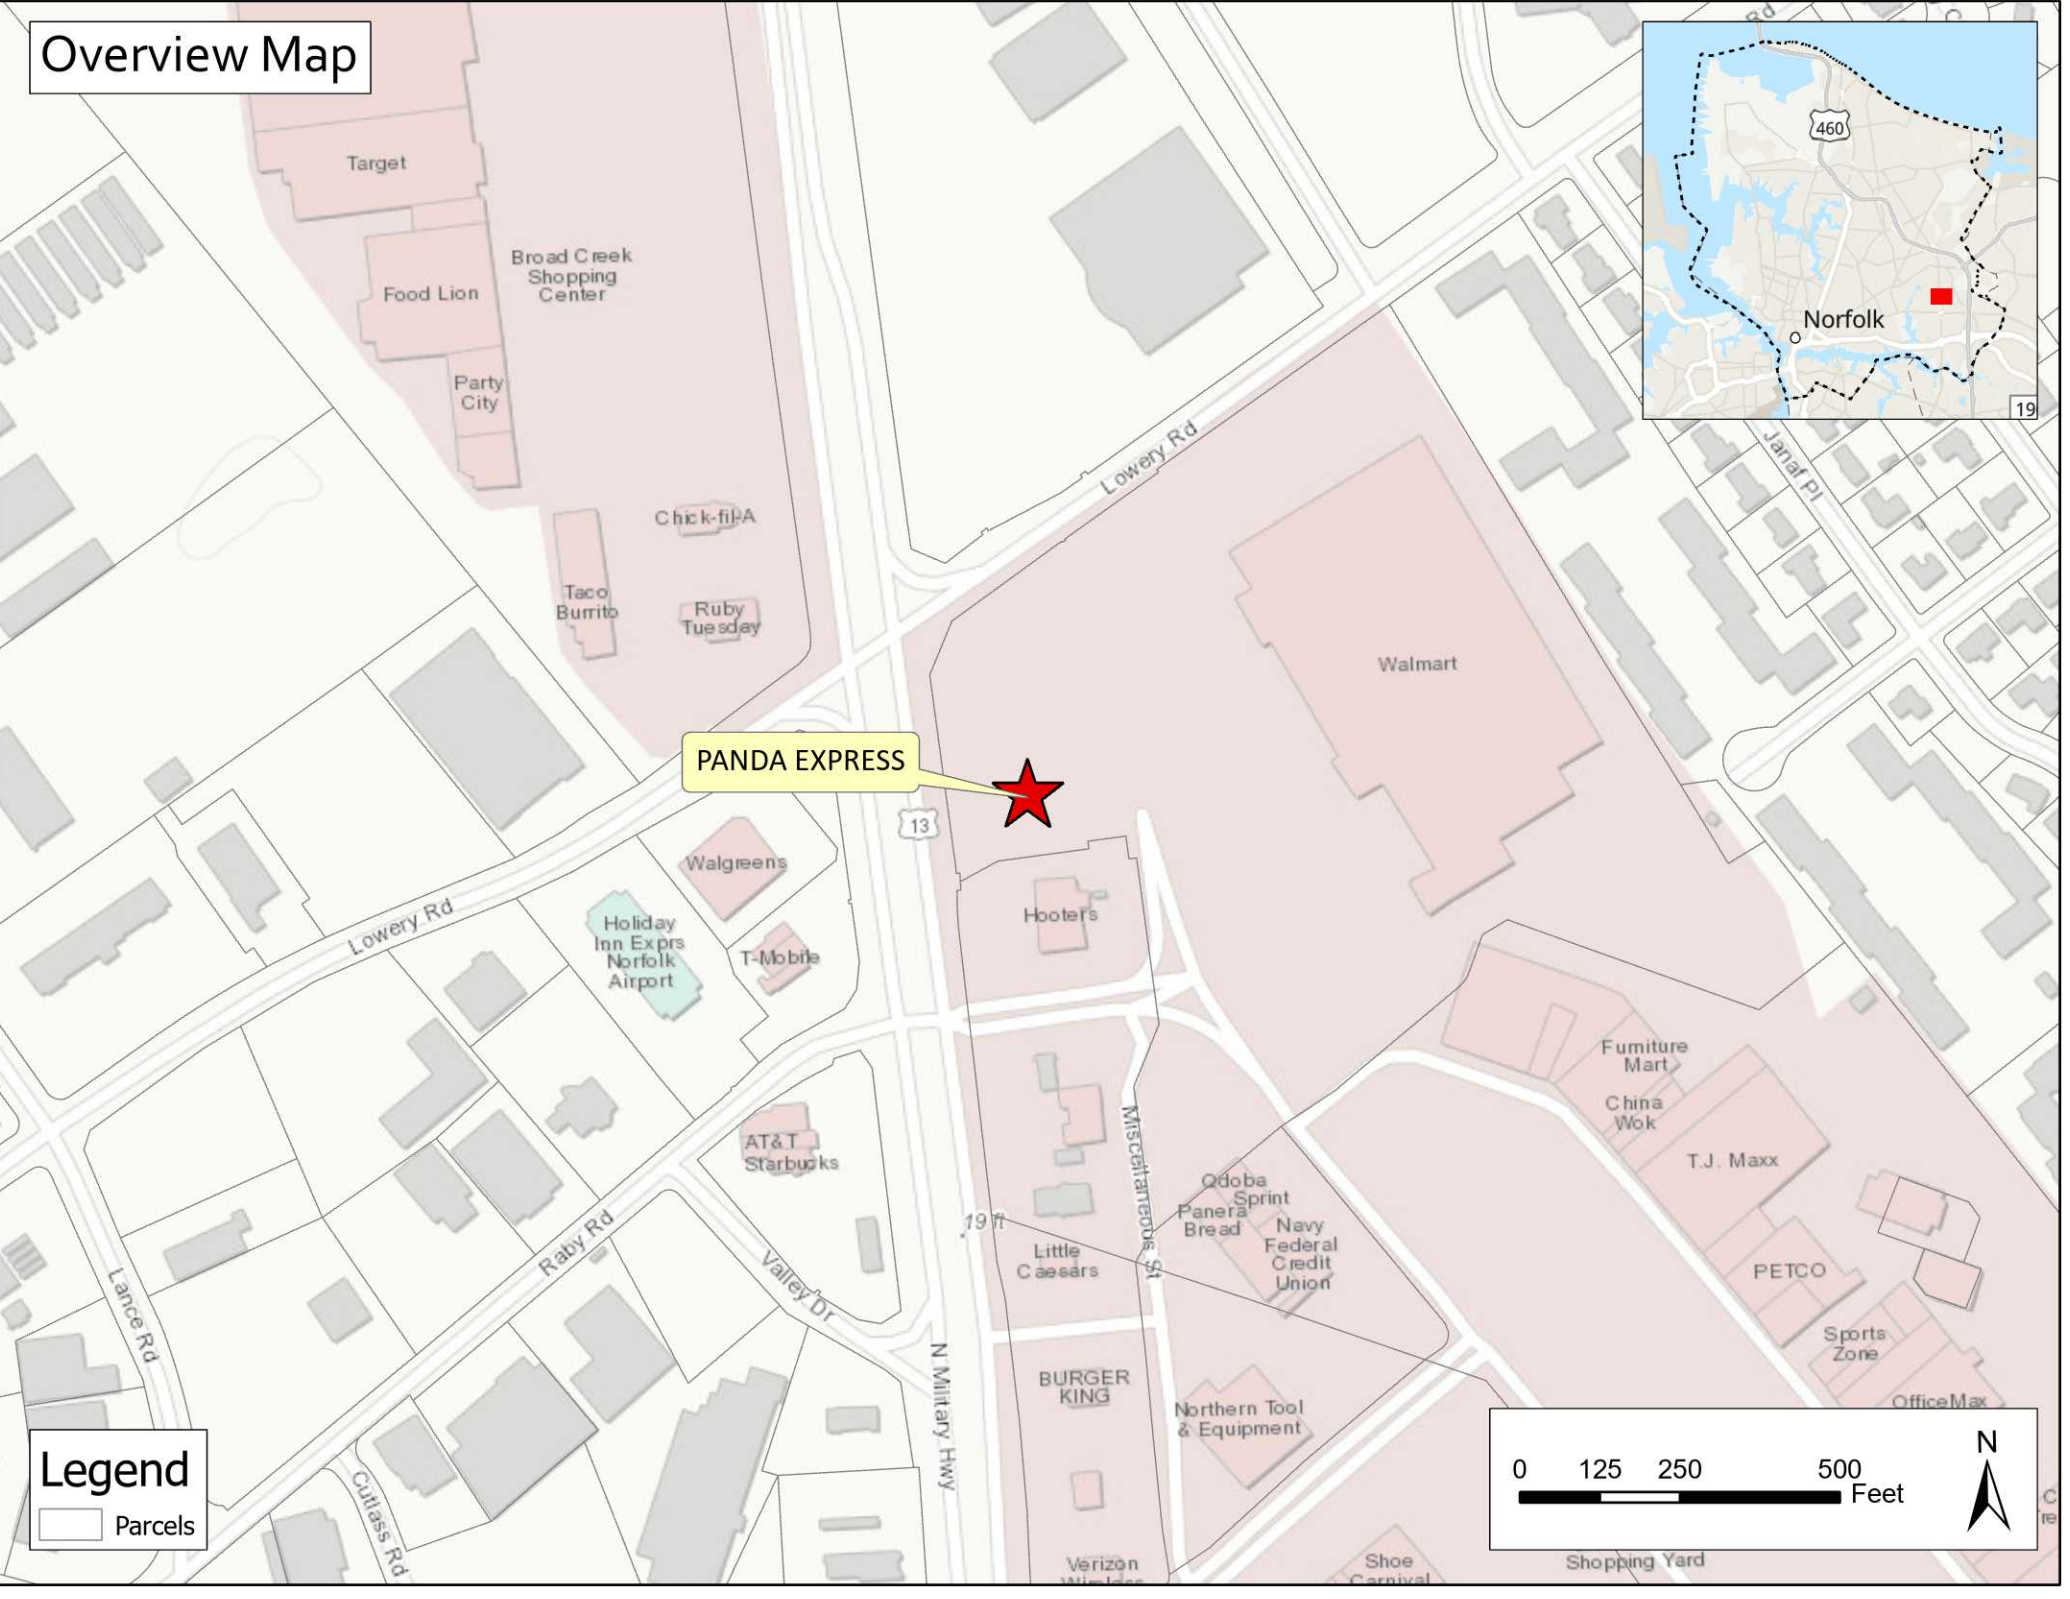 Overview Map
Rd
460
Norfolk
19
Target
Broad Creek
Shopping
Center
Food Lion
Party
City
Lowery Rd
Janaf Pl
Chick-fil-A
Taco
Burrito
Ruby
Tuesday
Walmart
PANDA EXPRESS
13
Walgreens
Hooters
Lowery Rd
Holiday
Inn Exprs
Norfolk
Airport
T-Mobile
Furniture
Mart
China
Wok
AT&T
Starbucks
Miscellaneous St
T.J. Maxx
Qdoba
Sprint
Panera
Bread
Navy
Federal
Credit
Union
19 ft
Little
Caesars
Raby Rd
Valley Dr
Lance Rd
PETCO
Sports
Zone
OfficeMax
BURGER
KING
N Military Hwy
Northern Tool
& Equipment
Cutlass Rd
Legend
Parcels
0 125 250 500
Feet
N
Verizon
Wireless
Shoe
Carnival
Shopping Yard